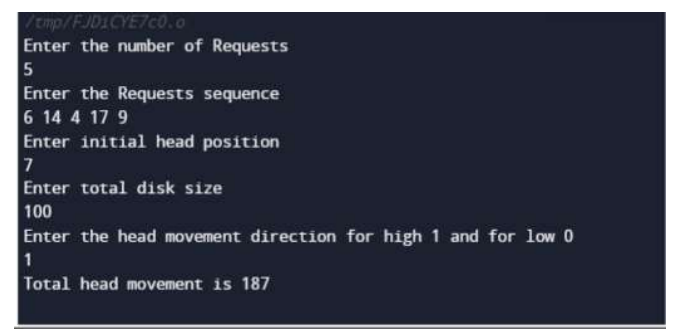 /tmp/FJDiCYE7c0.o
Enter the number of Requests
5
Enter the Requests sequence
6 14 4 17 9
Enter initial head position
7
Enter total disk size
100
Enter the head movement direction for high 1 and for low 0
1
Total head movement is 187